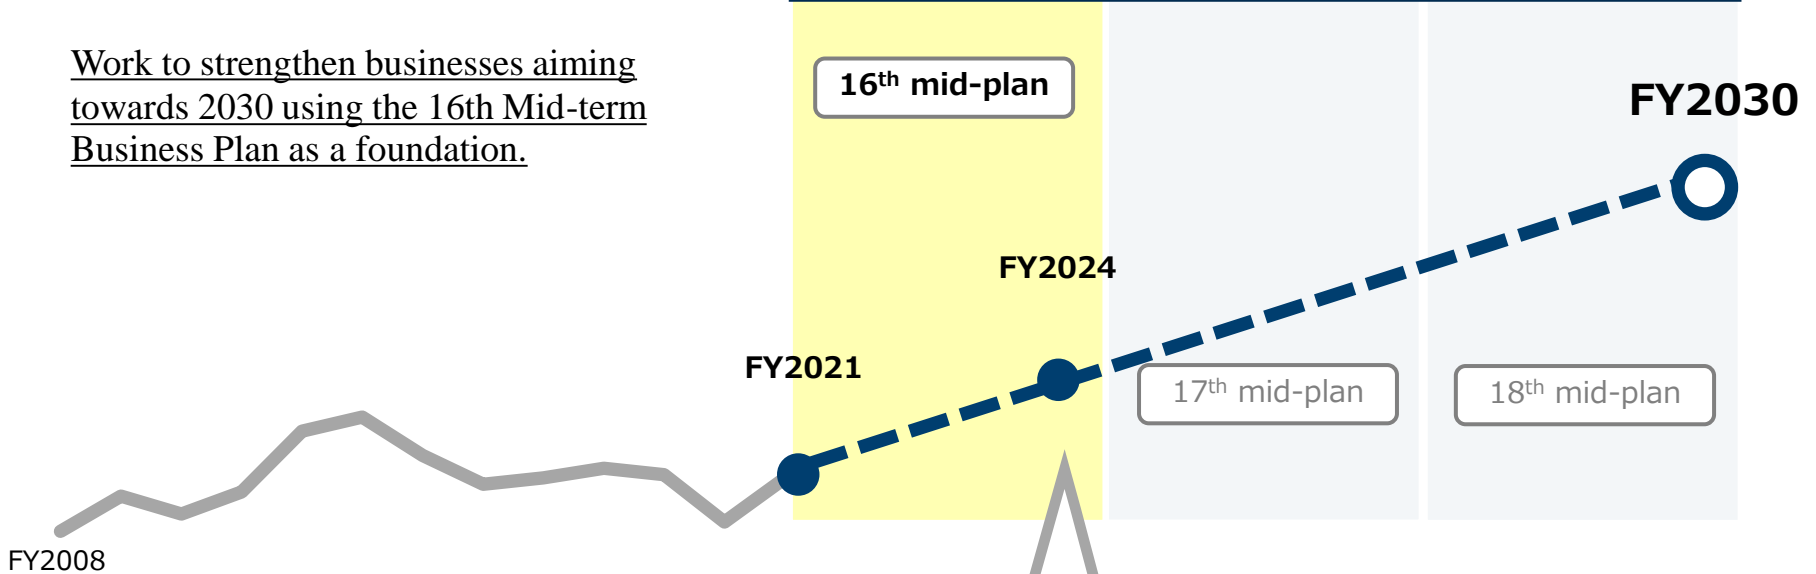 Work to strengthen businesses aiming
towards 2030 using the 16th Mid-term
Business Plan as a foundation.
16th mid-plan
FY2030
FY2024
FY2021
17th mid-plan
18th mid-plan
FY2008